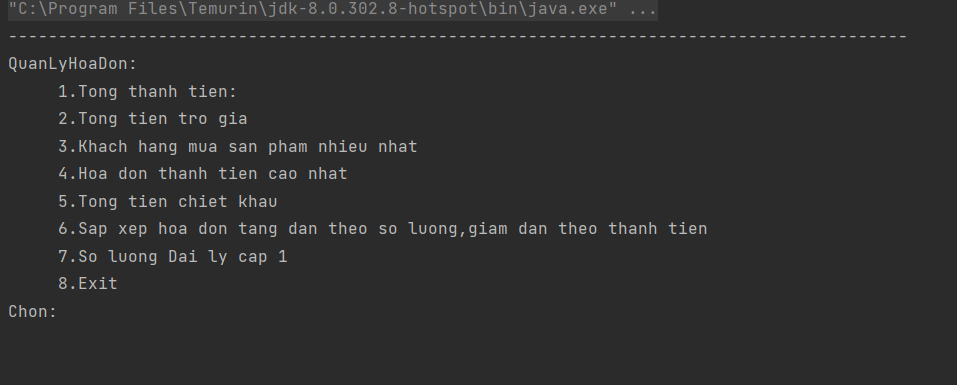 "C:\Program Files\Temurin\jdk-8.0.302.8-hotspot\bin\java.exe" ...
------------------------------------------------------------------------------------------
QuanLyHoaDon:
1.Tong thanh tien:
2.Tong tien tro gia
3.Khach hang mua san pham nhieu nhat
4.Hoa don thanh tien cao nhat
5.Tong tien chiet khau
6.Sap xep hoa don tang dan theo so luong,giam dan theo thanh tien
7.So luong Dai ly cap 1
8.Exit
Chon: